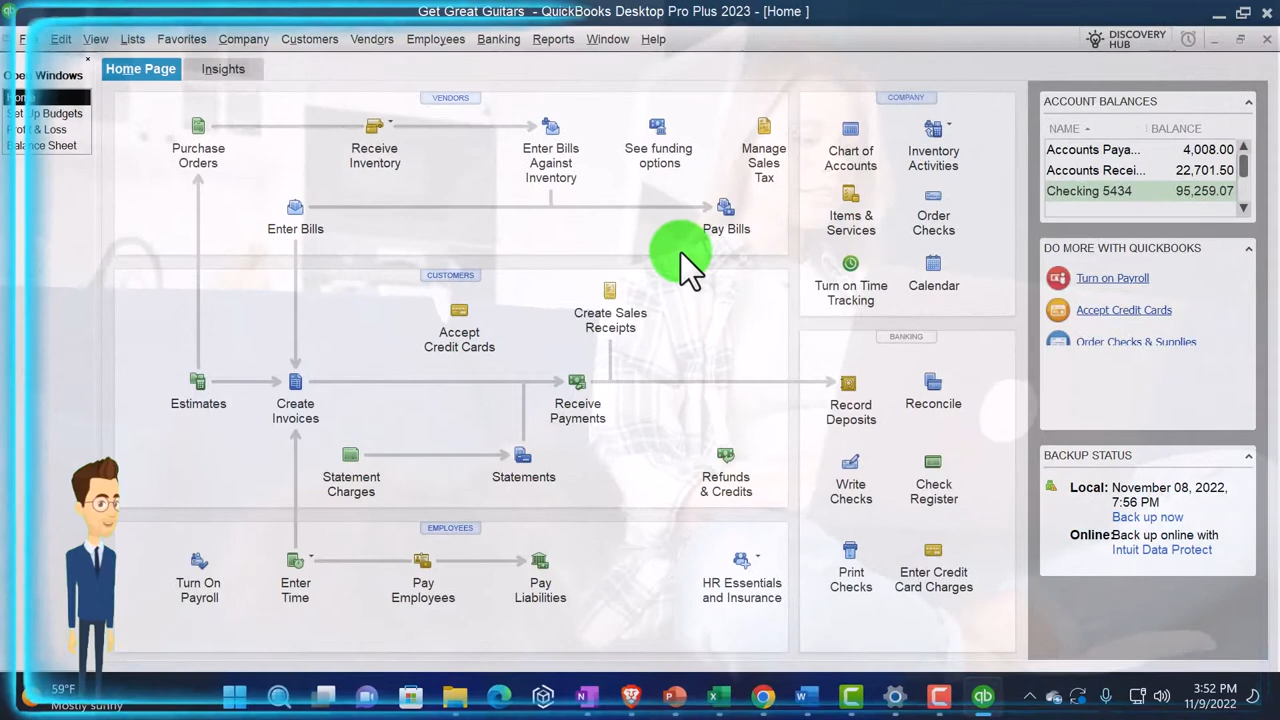 Get Great Guitars - QuickBooks Desktop Pro Plus 2023 - [Home ]
File Edit View Lists Favorites Company Customers Vendors Employees Banking Reports Window Help
DISCOVERY
HUB
Open Windows
Home
Set Up Budgets
Profit & Loss
Balance Sheet
Home Page Insights
VENDORS
Purchase
Orders
Receive
Inventory
Enter Bills
Against
Inventory
See funding
options
Manage
Sales
Tax
Enter Bills
Pay Bills
CUSTOMERS
Accept
Credit Cards
Create Sales
Receipts
Estimates
Create
Invoices
Receive
Payments
Statement
Charges
Statements
Refunds
& Credits
EMPLOYEES
Turn On
Payroll
Enter
Time
Pay
Employees
Pay
Liabilities
HR Essentials
and Insurance
COMPANY
Chart of
Accounts
Inventory
Activities
Items &
Services
Order
Checks
Turn on Time
Tracking
Calendar
BANKING
Record
Deposits
Reconcile
Write
Checks
Check
Register
Print
Checks
Enter Credit
Card Charges
ACCOUNT BALANCES
NAME BALANCE
Accounts Paya... 4,008.00
Accounts Recei... 22,701.50
Checking 5434 95,259.07
DO MORE WITH QUICKBOOKS
Turn on Payroll
Accept Credit Cards
Order Checks & Supplies
BACKUP STATUS
Local: November 08, 2022,
7:56 PM
Back up now
Online: Back up online with
Intuit Data Protect
59°F
Mostly sunny
3:52 PM
11/9/2022